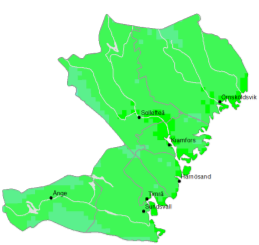 Örnsköldsvik
Sollefteå
Kramfors
Härnösand
Ånge
Timrå
Sundsvall